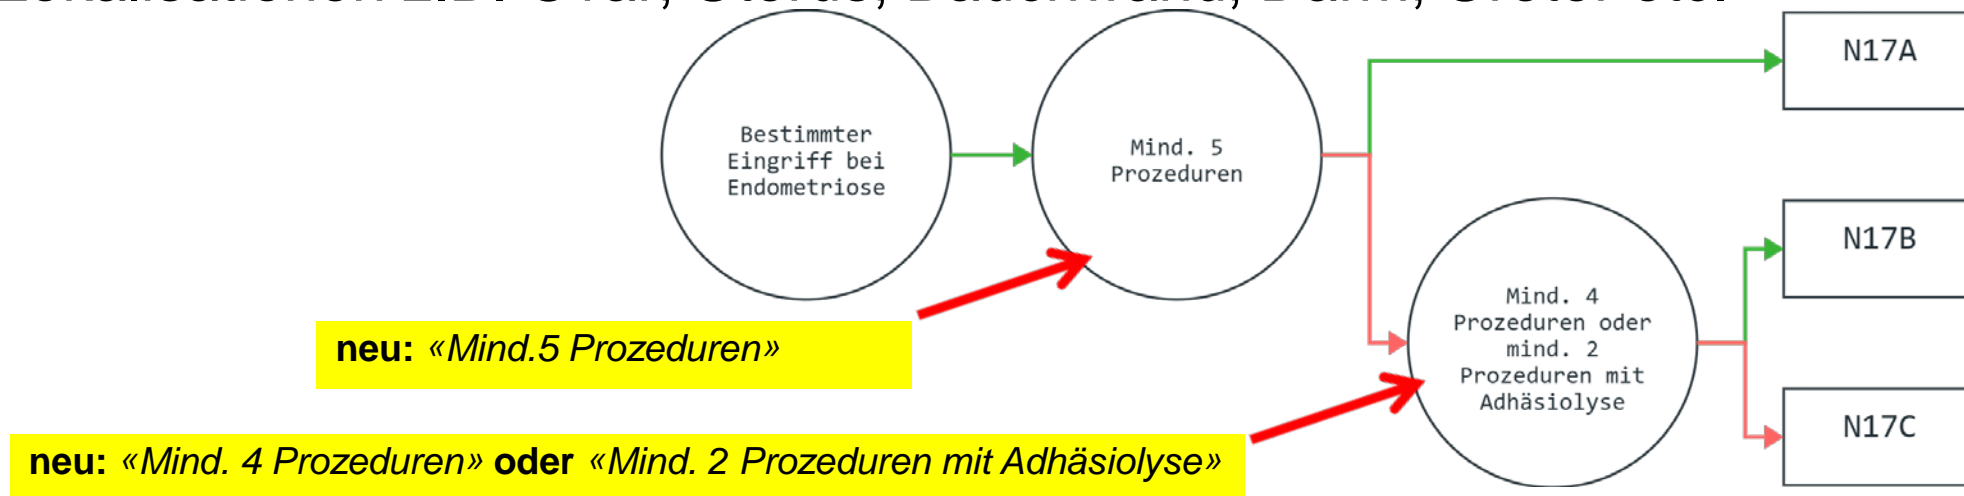 N17A
Bestimmter
Eingriff bei
Endometriose
Mind. 5
Prozeduren
N17B
Mind. 4
Prozeduren oder
mind. 2
Prozeduren mit
Adhäsiolyse
neu: «Mind.5 Prozeduren»
N17C
neu: «Mind. 4 Prozeduren» oder «Mind. 2 Prozeduren mit Adhäsiolyse»